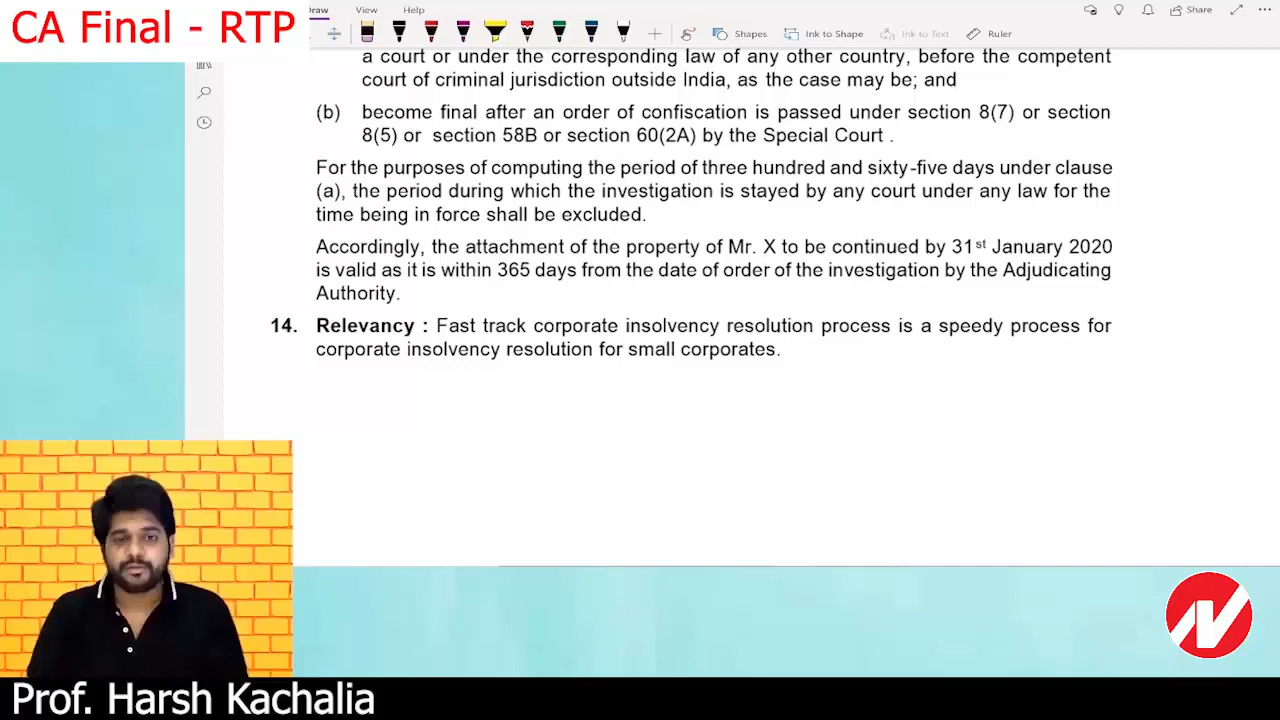 CA Final - RTP
Draw View Help
Share
Shapes Ink to Shape Ink to Text Ruler
a court or under the corresponding law of any other country, before the competent
court of criminal jurisdiction outside India, as the case may be; and
(b) become final after an order of confiscation is passed under section 8(7) or section
8(5) or section 58B or section 60(2A) by the Special Court .
For the purposes of computing the period of three hundred and sixty-five days under clause
(a), the period during which the investigation is stayed by any court under any law for the
time being in force shall be excluded.
Accordingly, the attachment of the property of Mr. X to be continued by 31st January 2020
is valid as it is within 365 days from the date of order of the investigation by the Adjudicating
Authority.
14. Relevancy : Fast track corporate insolvency resolution process is a speedy process for
corporate insolvency resolution for small corporates.
Prof. Harsh Kachalia